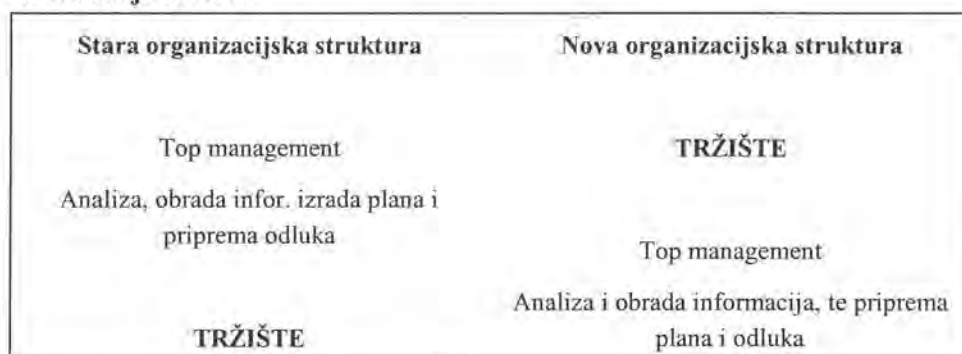 Stara organizacijska struktura
Nova organizacijska struktura
Top management
Analiza, obrada infor. izrada plana i
priprema odluka
TRŽIŠTE
TRŽIŠTE
Top management
Analiza i obrada informacija, te priprema
plana i odluka